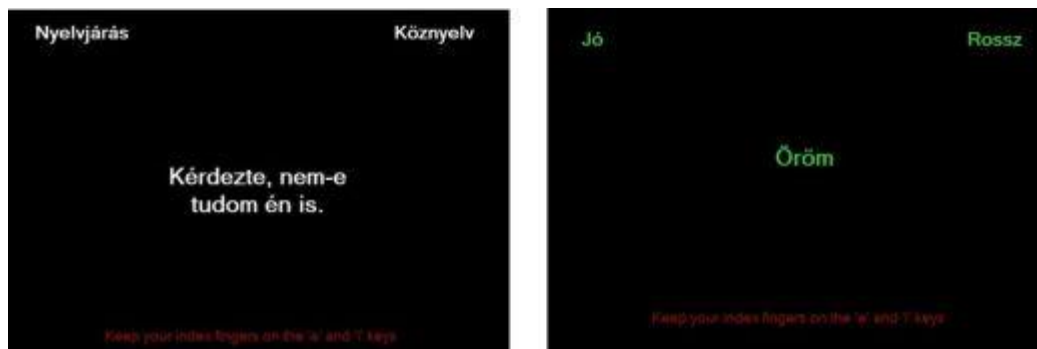 Nyelvjárás Köznyelv
Kérdezte, nem-e
tudom én is.
Keep your index fingers on the 'e' and 'i' keys
Jó Rossz
Öröm
Keep your index fingers on the 'e' and 'i' keys